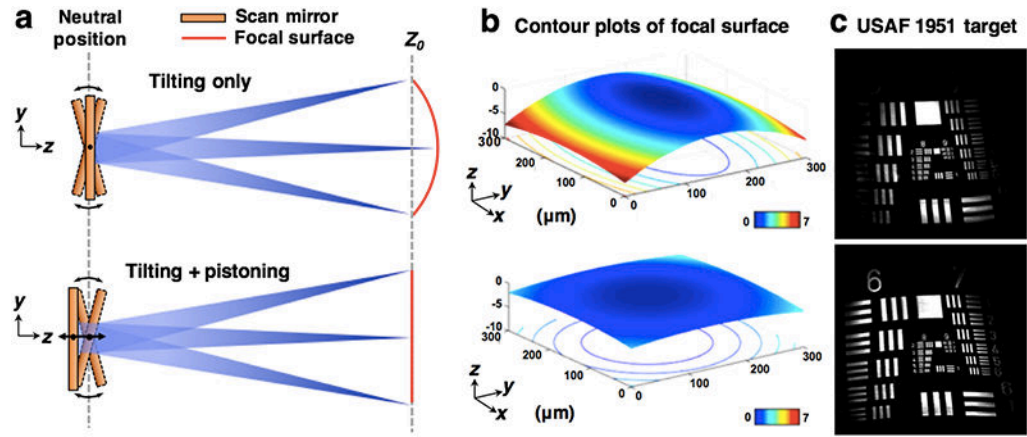 a
Neutral
position
Scan mirror
Focal surface
Z0
Tilting only
y
z
Tilting + pistoning
y
z
b Contour plots of focal surface
0
-5
-10
300
200
100
0
0
100
200
300
z
y
x
(μm)
0
7
0
-5
-10
300
200
100
0
0
100
200
300
z
y
x
(μm)
0
7
c USAF 1951 target
6
7